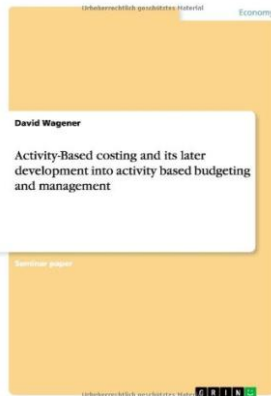 Urheberrechtlich geschütztes Material
Economy
David Wagener
Activity-Based costing and its later
development into activity based budgeting
and management
Seminar paper
GRIN
Urheberrechtlich geschütztes Material